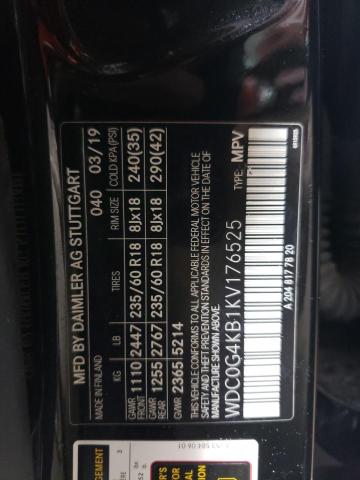 MFD BY DAIMLER AG STUTTGART
MADE IN FINLAND 040 03/19
KG LB TIRES RIM SIZE COLD KPA(PSI)
GAWR FRONT 1110 2447 235/60 R18 8Jx18 240(35)
GAWR REAR 1255 2767 235/60 R18 8Jx18 290(42)
GVWR 2365 5214
THIS VEHICLE CONFORMS TO ALL APPLICABLE FEDERAL MOTOR VEHICLE
SAFETY, BUMPER, AND THEFT PREVENTION STANDARDS IN EFFECT ON THE DATE OF
MANUFACTURE SHOWN ABOVE.
WDC0G4KB1KV176525 TYPE: MPV
A 204 817 78 20